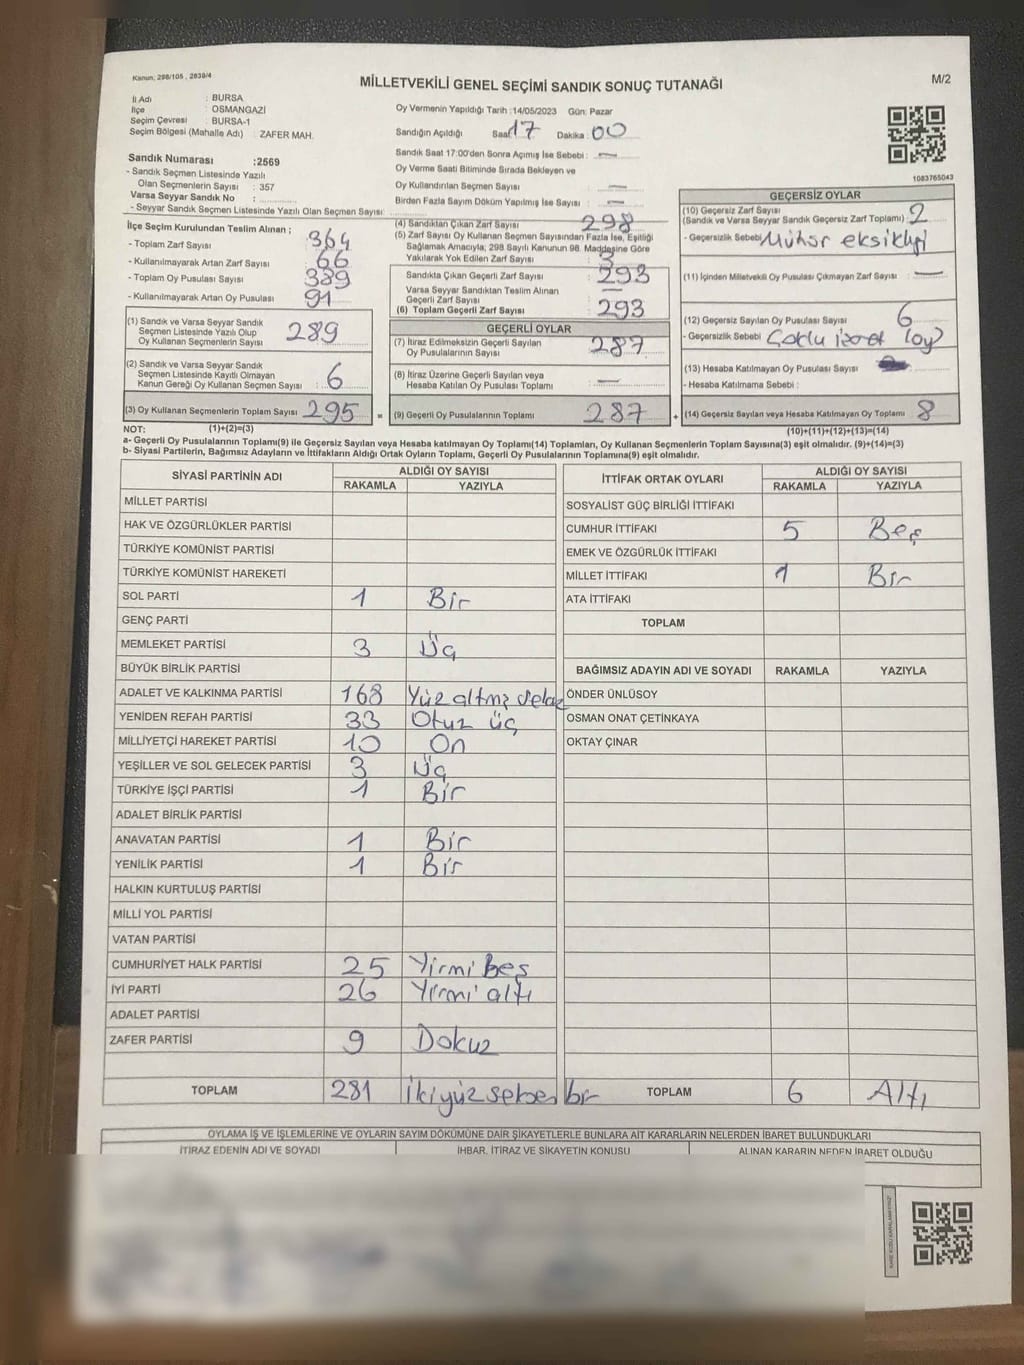 Kanun: 298/105 , 2839/4
MİLLETVEKİLİ GENEL SEÇİMİ SANDIK SONUÇ TUTANAĞI
M/2
İl Adı : BURSA
İlçe : OSMANGAZİ
Seçim Çevresi : BURSA-1
Seçim Bölgesi (Mahalle Adı) : ZAFER MAH.
Oy Vermenin Yapıldığı Tarih :14/05/2023 Gün: Pazar
Sandığın Açıldığı Saat 17 Dakika : 00
Sandık Saat 17:00'den Sonra Açımış İse Sebebi : —
Oy Verme Saati Bitiminde Sırada Bekleyen ve
Oy Kullandırılan Seçmen Sayısı : —
Birden Fazla Sayım Döküm Yapılmış İse Sayısı : —
1083765043
Sandık Numarası :2569
- Sandık Seçmen Listesinde Yazılı
Olan Seçmenlerin Sayısı : 357
Varsa Seyyar Sandık No :
- Seyyar Sandık Seçmen Listesinde Yazılı Olan Seçmen Sayısı:
İlçe Seçim Kurulundan Teslim Alınan ;
- Toplam Zarf Sayısı : 364
- Kullanılmayarak Artan Zarf Sayısı : 66
- Toplam Oy Pusulası Sayısı : 389
- Kullanılmayarak Artan Oy Pusulası : 91
(1) Sandık ve Varsa Seyyar Sandık
Seçmen Listesinde Yazılı Olup
Oy Kullanan Seçmenlerin Sayısı : 289
(2) Sandık ve Varsa Seyyar Sandık
Seçmen Listesinde Kayıtlı Olmayan
Kanun Gereği Oy Kullanan Seçmen Sayısı : 6
(3) Oy Kullanan Seçmenlerin Toplam Sayısı : 295 =
(4) Sandıktan Çıkan Zarf Sayısı : 298
(5) Zarf Sayısı Oy Kullanan Seçmen Sayısından Fazla İse, Eşitliği
Sağlamak Amacıyla; 298 Sayılı Kanunun 98. Maddesine Göre
Yakılarak Yok Edilen Zarf Sayısı : 3
Sandıkta Çıkan Geçerli Zarf Sayısı : 293
Varsa Seyyar Sandıktan Teslim Alınan
Geçerli Zarf Sayısı : —
(6) Toplam Geçerli Zarf Sayısı : 293
GEÇERLİ OYLAR
(7) İtiraz Edilmeksizin Geçerli Sayılan
Oy Pusulalarının Sayısı : 287
(8) İtiraz Üzerine Geçerli Sayılan veya
Hesaba Katılan Oy Pusulası Toplamı : —
(9) Geçerli Oy Pusulalarının Toplamı : 287 +
GEÇERSİZ OYLAR
(10) Geçersiz Zarf Sayısı
(Sandık ve Varsa Seyyar Sandık Geçersiz Zarf Toplamı) : 2
- Geçersizlik Sebebi Mühür eksikliği
(11) İçinden Milletvekili Oy Pusulası Çıkmayan Zarf Sayısı : —
(12) Geçersiz Sayılan Oy Pusulası Sayısı : 6
- Geçersizlik Sebebi Çoklu (oy)
(13) Hesaba Katılmayan Oy Pusulası Sayısı :
- Hesaba Katılmama Sebebi :
(14) Geçersiz Sayılan veya Hesaba Katılmayan Oy Toplamı : 8
NOT: (1)+(2)=(3)
(10)+(11)+(12)+(13)=(14)
a- Geçerli Oy Pusulalarının Toplamı(9) ile Geçersiz Sayılan veya Hesaba katılmayan Oy Toplamı(14) Toplamları, Oy Kullanan Seçmenlerin Toplam Sayısına(3) eşit olmalıdır. (9)+(14)=(3)
b- Siyasi Partilerin, Bağımsız Adayların ve İttifakların Aldığı Ortak Oyların Toplamı, Geçerli Oy Pusulalarının Toplamına(9) eşit olmalıdır.
SİYASİ PARTİNİN ADI ALDIĞI OY SAYISI
RAKAMLA YAZIYLA
MİLLET PARTİSİ
HAK VE ÖZGÜRLÜKLER PARTİSİ
TÜRKİYE KOMÜNİST PARTİSİ
TÜRKİYE KOMÜNİST HAREKETİ
SOL PARTİ 1 Bir
GENÇ PARTİ
MEMLEKET PARTİSİ 3 Üç
BÜYÜK BİRLİK PARTİSİ
ADALET VE KALKINMA PARTİSİ 168 Yüz altmış sekiz
YENİDEN REFAH PARTİSİ 33 Otuz üç
MİLLİYETÇİ HAREKET PARTİSİ 10 On
YEŞİLLER VE SOL GELECEK PARTİSİ 3 Üç
TÜRKİYE İŞÇİ PARTİSİ 1 Bir
ADALET BİRLİK PARTİSİ
ANAVATAN PARTİSİ 1 Bir
YENİLİK PARTİSİ 1 Bir
HALKIN KURTULUŞ PARTİSİ
MİLLİ YOL PARTİSİ
VATAN PARTİSİ
CUMHURİYET HALK PARTİSİ 25 Yirmi Beş
İYİ PARTİ 26 Yirmi altı
ADALET PARTİSİ
ZAFER PARTİSİ 9 Dokuz
TOPLAM 281 İkiyüz seksen bir
İTTİFAK ORTAK OYLARI ALDIĞI OY SAYISI
RAKAMLA YAZIYLA
SOSYALİST GÜÇ BİRLİĞİ İTTİFAKI
CUMHUR İTTİFAKI 5 Beş
EMEK VE ÖZGÜRLÜK İTTİFAKI
MİLLET İTTİFAKI 1 Bir
ATA İTTİFAKI
TOPLAM
BAĞIMSIZ ADAYIN ADI VE SOYADI RAKAMLA YAZIYLA
ÖNDER ÜNLÜSOY
OSMAN ONAT ÇETİNKAYA
OKTAY ÇINAR
TOPLAM 6 Altı
OYLAMA İŞ VE İŞLEMLERİNE VE OYLARIN SAYIM DÖKÜMÜNE DAİR ŞİKAYETLERLE BUNLARA AİT KARARLARIN NELERDEN İBARET BULUNDUKLARI
İTİRAZ EDENİN ADI VE SOYADI İHBAR, İTİRAZ VE ŞİKAYETİN KONUSU ALINAN KARARIN NEDEN İBARET OLDUĞU